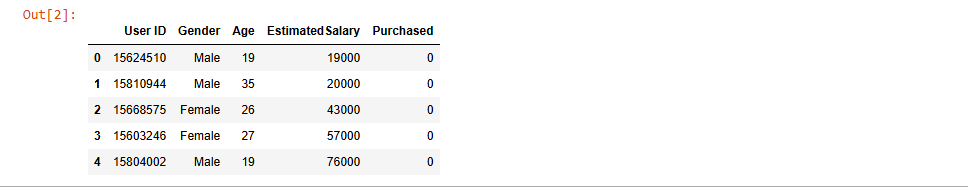 Out[2]:
User ID Gender Age EstimatedSalary Purchased
0 15624510 Male 19 19000 0
1 15810944 Male 35 20000 0
2 15668575 Female 26 43000 0
3 15603246 Female 27 57000 0
4 15804002 Male 19 76000 0